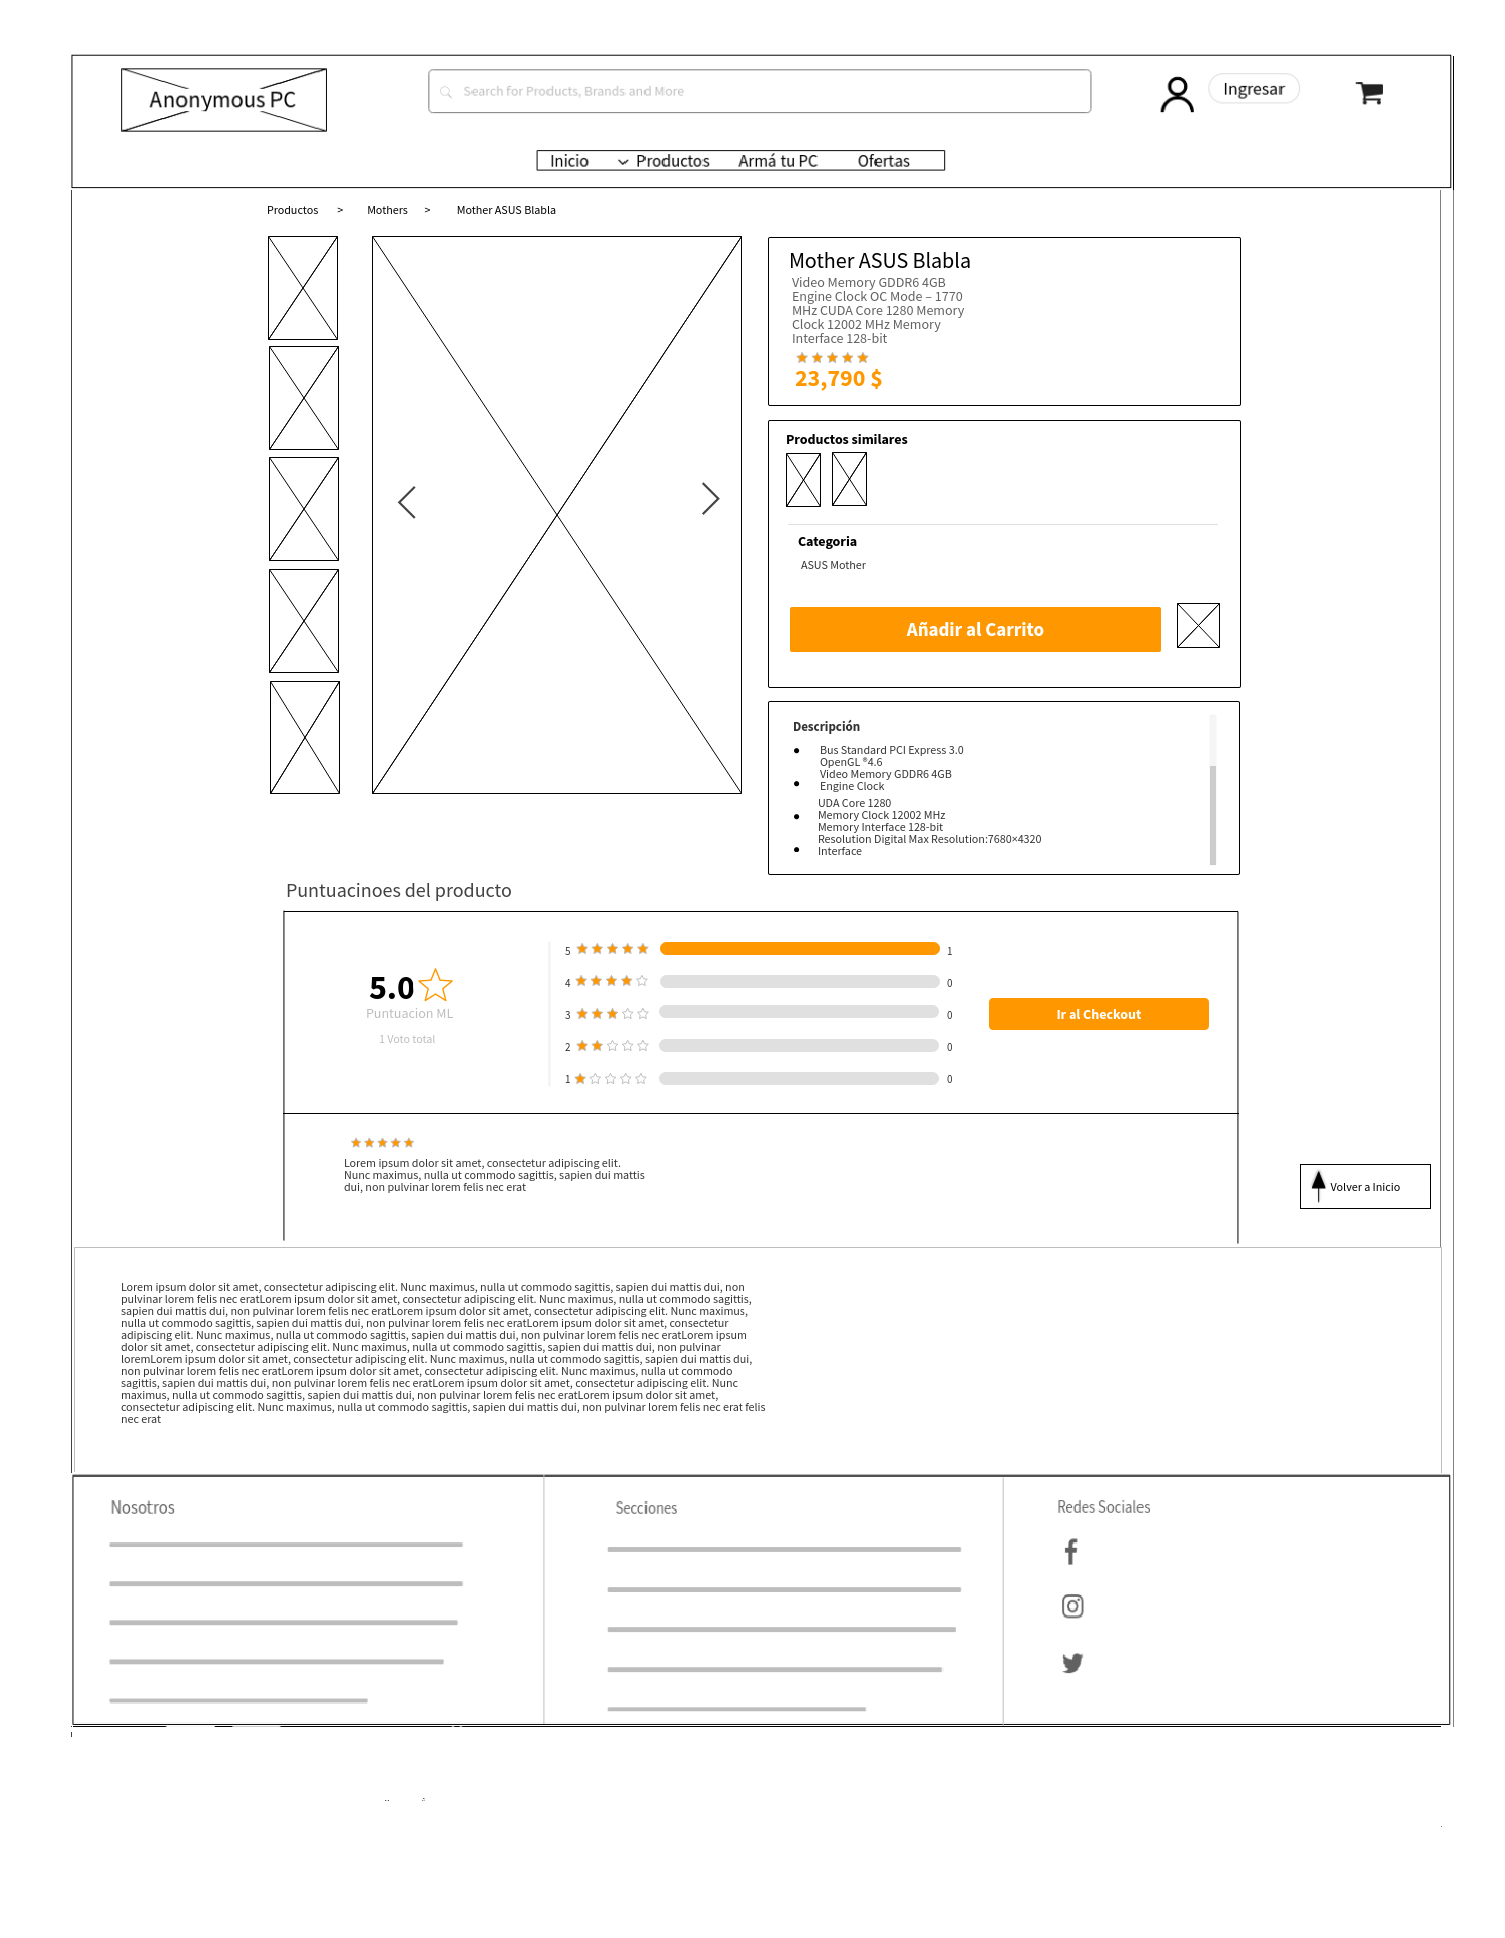 Anonymous PC
Search for Products, Brands and More
Ingresar
Inicio Productos Armá tu PC Ofertas
Productos > Mothers > Mother ASUS Blabla
Mother ASUS Blabla
Video Memory GDDR6 4GB
Engine Clock OC Mode – 1770
MHz CUDA Core 1280 Memory
Clock 12002 MHz Memory
Interface 128-bit
23,790 $
Productos similares
Categoria
ASUS Mother
Añadir al Carrito
Descripción
Bus Standard PCI Express 3.0
OpenGL ®4.6
Video Memory GDDR6 4GB
Engine Clock
UDA Core 1280
Memory Clock 12002 MHz
Memory Interface 128-bit
Resolution Digital Max Resolution:7680×4320
Interface
Puntuacinoes del producto
5.0
Puntuacion ML
1 Voto total
5 1
4 0
3 0
2 0
1 0
Ir al Checkout
Lorem ipsum dolor sit amet, consectetur adipiscing elit.
Nunc maximus, nulla ut commodo sagittis, sapien dui mattis
dui, non pulvinar lorem felis nec erat
Volver a Inicio
Lorem ipsum dolor sit amet, consectetur adipiscing elit. Nunc maximus, nulla ut commodo sagittis, sapien dui mattis dui, non
pulvinar lorem felis nec eratLorem ipsum dolor sit amet, consectetur adipiscing elit. Nunc maximus, nulla ut commodo sagittis,
sapien dui mattis dui, non pulvinar lorem felis nec eratLorem ipsum dolor sit amet, consectetur adipiscing elit. Nunc maximus,
nulla ut commodo sagittis, sapien dui mattis dui, non pulvinar lorem felis nec eratLorem ipsum dolor sit amet, consectetur
adipiscing elit. Nunc maximus, nulla ut commodo sagittis, sapien dui mattis dui, non pulvinar lorem felis nec eratLorem ipsum
dolor sit amet, consectetur adipiscing elit. Nunc maximus, nulla ut commodo sagittis, sapien dui mattis dui, non pulvinar
loremLorem ipsum dolor sit amet, consectetur adipiscing elit. Nunc maximus, nulla ut commodo sagittis, sapien dui mattis dui,
non pulvinar lorem felis nec eratLorem ipsum dolor sit amet, consectetur adipiscing elit. Nunc maximus, nulla ut commodo
sagittis, sapien dui mattis dui, non pulvinar lorem felis nec eratLorem ipsum dolor sit amet, consectetur adipiscing elit. Nunc
maximus, nulla ut commodo sagittis, sapien dui mattis dui, non pulvinar lorem felis nec eratLorem ipsum dolor sit amet,
consectetur adipiscing elit. Nunc maximus, nulla ut commodo sagittis, sapien dui mattis dui, non pulvinar lorem felis nec erat felis
nec erat
Nosotros
Secciones
Redes Sociales